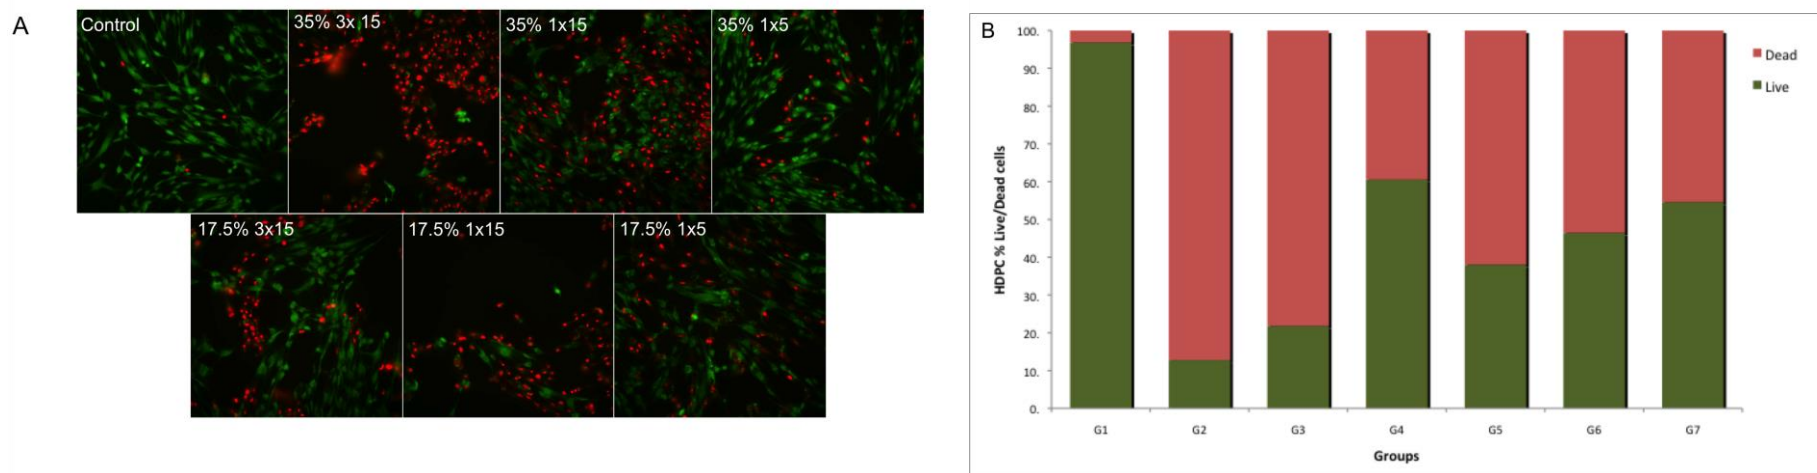 A
Control
35% 3x 15
35% 1x15
35% 1x5
17.5% 3x15
17.5% 1x15
17.5% 1x5
B
HDPC % Live/Dead cells
100.
90.
80.
70.
60.
50.
40.
30.
20.
10.
0.
G1 G2 G3 G4 G5 G6 G7
Groups
Dead
Live